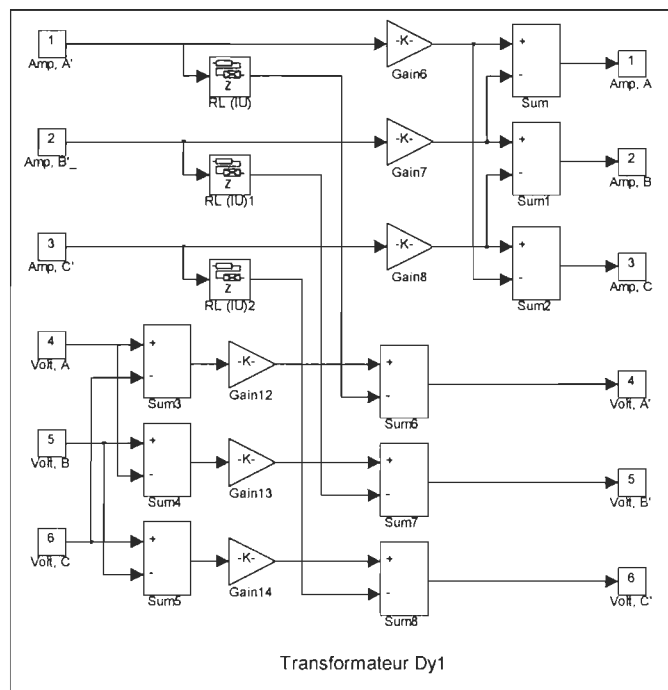 1
Amp, A'
-K-
Gain6
Z
RL (IU)
+
-
Sum
1
Amp, A
2
Amp, B'_
-K-
Gain7
Z
RL (IU)1
+
-
Sum1
2
Amp, B
3
Amp, C'
-K-
Gain8
Z
RL (IU)2
+
-
Sum2
3
Amp, C
4
Volt, A
+
-
Sum3
-K-
Gain12
+
-
Sum6
4
Volt, A'
5
Volt, B
+
-
Sum4
-K-
Gain13
+
-
Sum7
5
Volt, B'
6
Volt, C
+
-
Sum5
-K-
Gain14
+
-
Sum8
6
Volt, C'
Transformateur Dy1